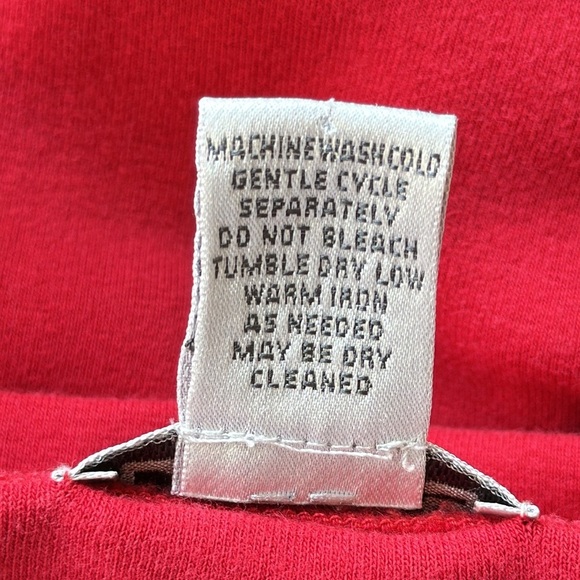 MACHINE WASH COLD
GENTLE CYCLE
SEPARATELY
DO NOT BLEACH
TUMBLE DRY LOW
WARM IRON
AS NEEDED
MAY BE DRY
CLEANED